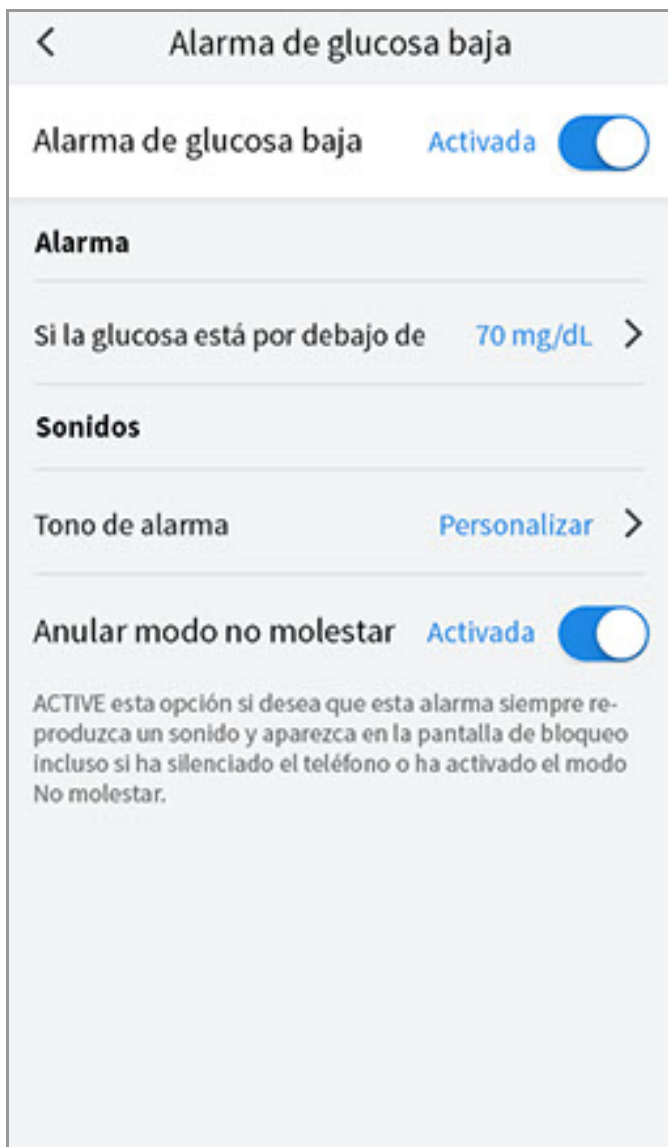 Alarma de glucosa baja
Alarma de glucosa baja Activada
Alarma
Si la glucosa está por debajo de 70 mg/dL
Sonidos
Tono de alarma Personalizar
Anular modo no molestar Activada
ACTIVE esta opción si desea que esta alarma siempre re-
produzca un sonido y aparezca en la pantalla de bloqueo
incluso si ha silenciado el teléfono o ha activado el modo
No molestar.